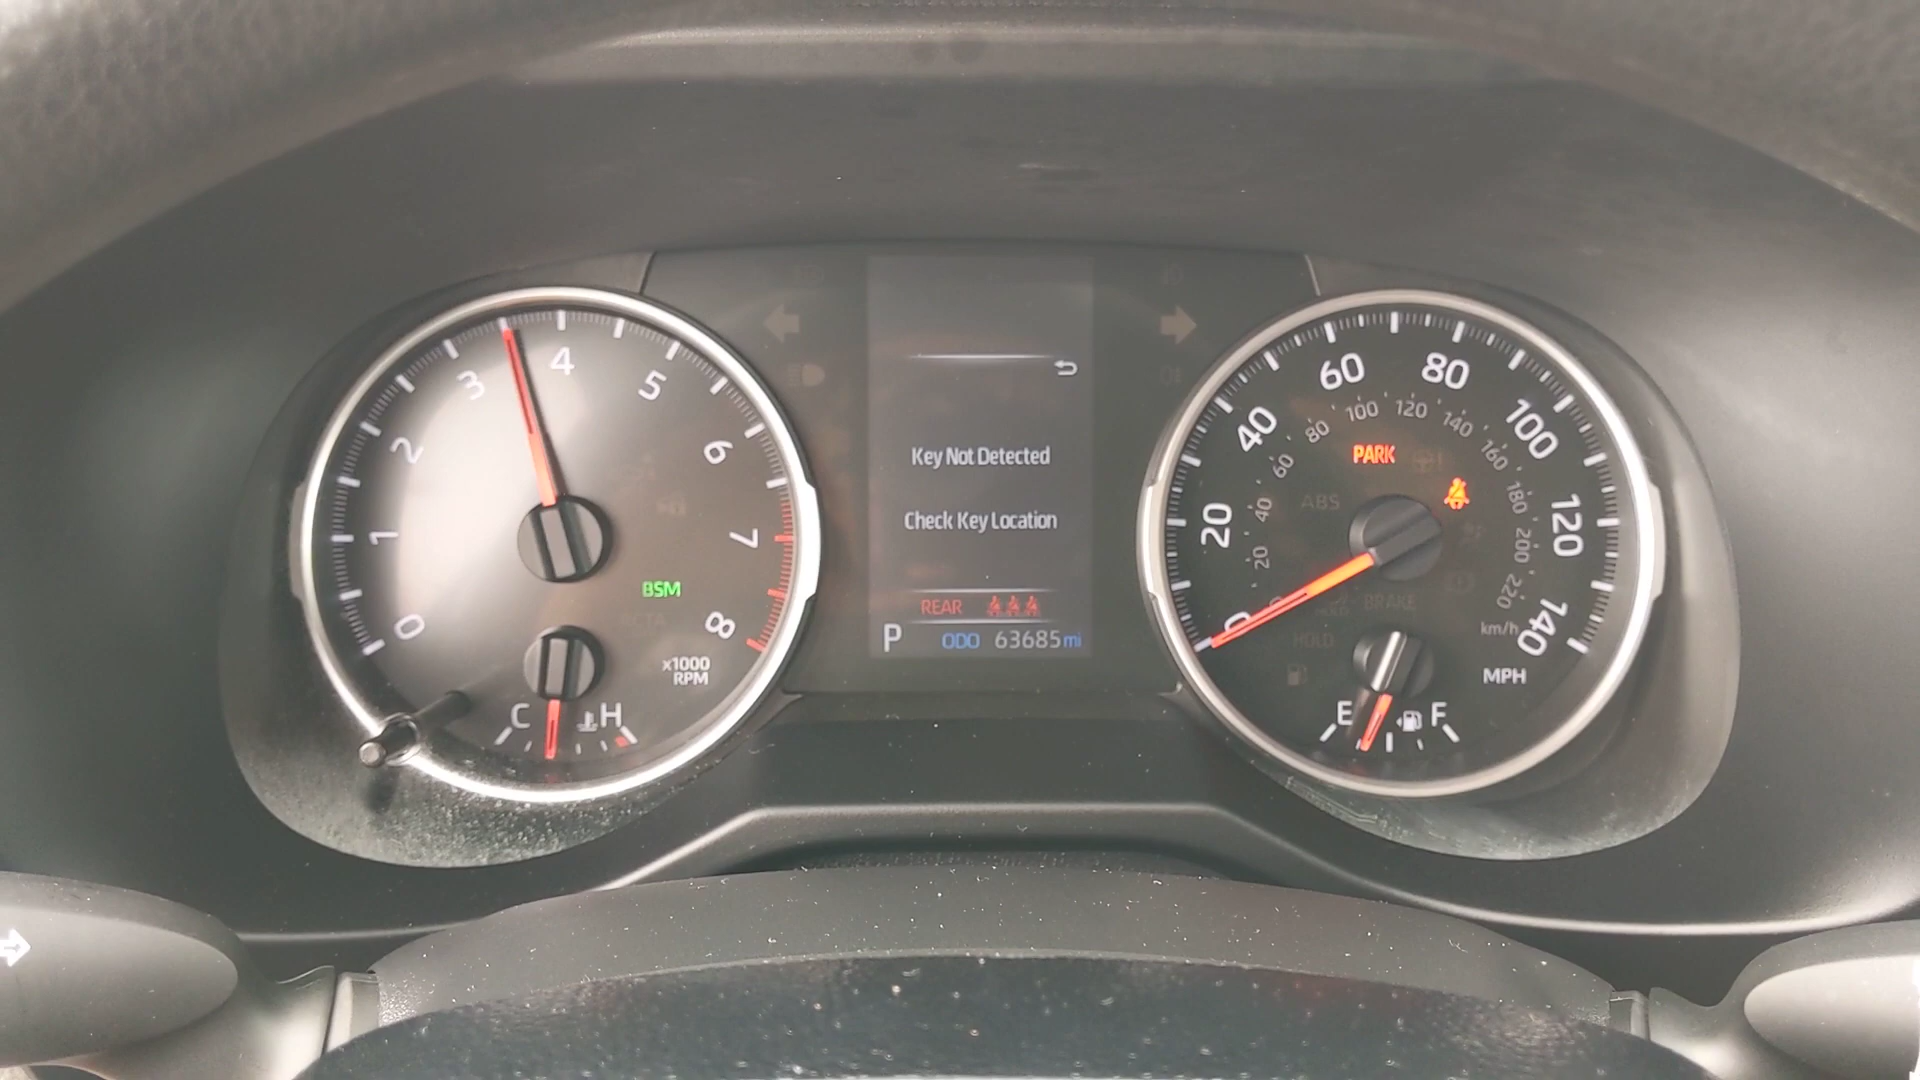 0
1
2
3
4
5
6
7
8
x1000
RPM
BSM
C
H
Key Not Detected
Check Key Location
REAR
P ODO 63685 mi
0
20
40
60
80
100
120
140
20
40
60
80
100
120
140
160
180
200
220
km/h
MPH
PARK
ABS
BRAKE
HOLD
E
F